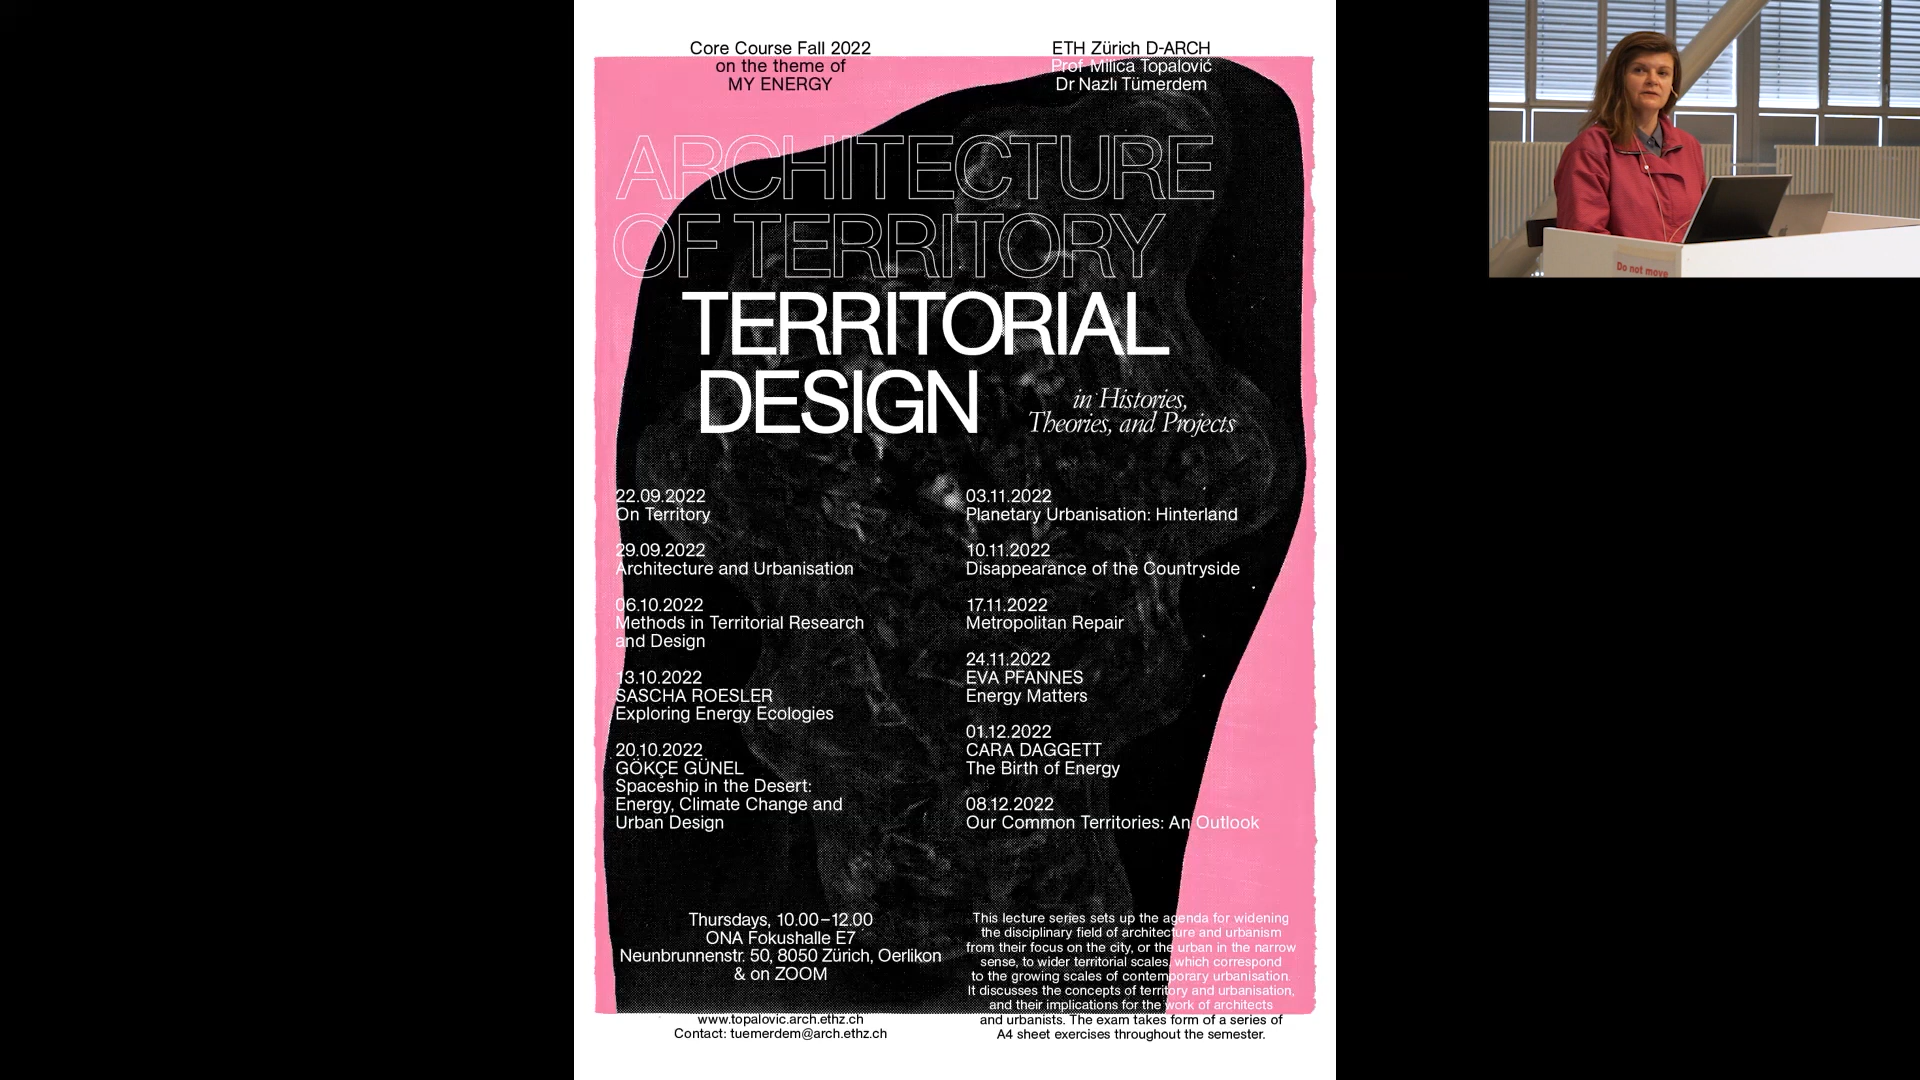 Core Course Fall 2022
on the theme of
MY ENERGY
ETH Zürich D-ARCH
Prof Milica Topalović
Dr Nazlı Tümerdem
ARCHITECTURE
OF TERRITORY
TERRITORIAL
DESIGN
in Histories,
Theories, and Projects
22.09.2022
On Territory
29.09.2022
Architecture and Urbanisation
06.10.2022
Methods in Territorial Research
and Design
13.10.2022
SASCHA ROESLER
Exploring Energy Ecologies
20.10.2022
GÖKÇE GÜNEL
Spaceship in the Desert:
Energy, Climate Change and
Urban Design
03.11.2022
Planetary Urbanisation: Hinterland
10.11.2022
Disappearance of the Countryside
17.11.2022
Metropolitan Repair
24.11.2022
EVA PFANNES
Energy Matters
01.12.2022
CARA DAGGETT
The Birth of Energy
08.12.2022
Our Common Territories: An Outlook
Thursdays, 10.00–12.00
ONA Fokushalle E7
Neunbrunnenstr. 50, 8050 Zürich, Oerlikon
& on ZOOM
www.topalovic.arch.ethz.ch
Contact: tuemerdem@arch.ethz.ch
This lecture series sets up the agenda for widening
the disciplinary field of architecture and urbanism
from their focus on the city, or the urban in the narrow
sense, to wider territorial scales, which correspond
to the growing scales of contemporary urbanisation.
It discusses the concepts of territory and urbanisation,
and their implications for the work of architects
and urbanists. The exam takes form of a series of
A4 sheet exercises throughout the semester.
Do not move